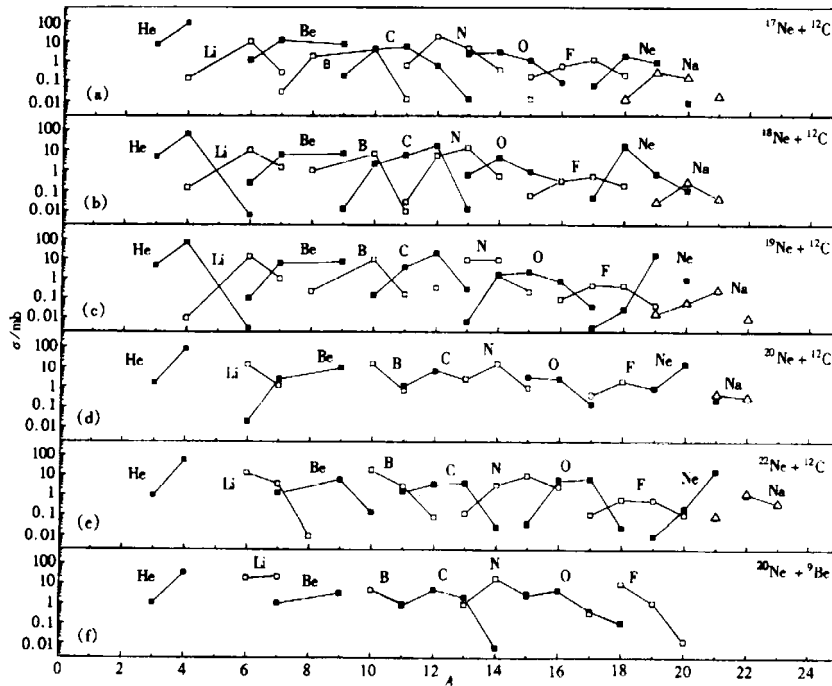 100
10
1
0.1
0.01
(a)
He
Li
Be
B
C
N
O
F
Ne
Na
¹⁷Ne + ¹²C
100
10
1
0.1
0.01
(b)
He
Li
Be
B
C
N
O
F
Ne
Na
¹⁸Ne + ¹²C
100
10
1
0.1
0.01
(c)
He
Li
Be
B
C
N
O
F
Ne
Na
¹⁹Ne + ¹²C
σ/mb
100
10
1
0.1
0.01
(d)
He
Li
Be
B
C
N
O
F
Ne
Na
²⁰Ne + ¹²C
100
10
1
0.1
0.01
(e)
He
Li
Be
B
C
N
O
F
Ne
Na
²²Ne + ¹²C
100
10
1
0.1
0.01
(f)
He
Li
Be
B
C
N
O
F
²⁰Ne + ⁹Be
0 2 4 6 8 10 12 14 16 18 20 22 24
A